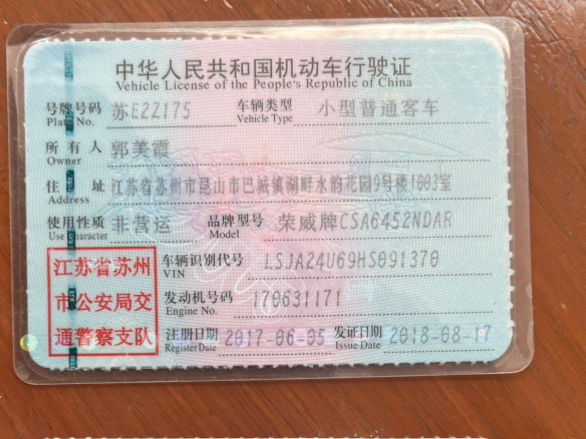 中华人民共和国机动车行驶证
Vehicle License of the People's Republic of China
号牌号码 苏E2Z175 车辆类型 小型普通客车
Plate No. Vehicle Type
所有人 郭美霞
Owner
住址 江苏省苏州市昆山市巴城镇湖畔水韵花园9号楼1003室
Address
使用性质 非营运 品牌型号 荣威牌CSA6452NDAR
Use Character Model
江苏省苏州 车辆识别代号 LSJA24U69HS091370
VIN
市公安局交 发动机号码 170631171
Engine No.
通警察支队 注册日期 2017-06-05 发证日期 2018-08-17
Register Date Issue Date